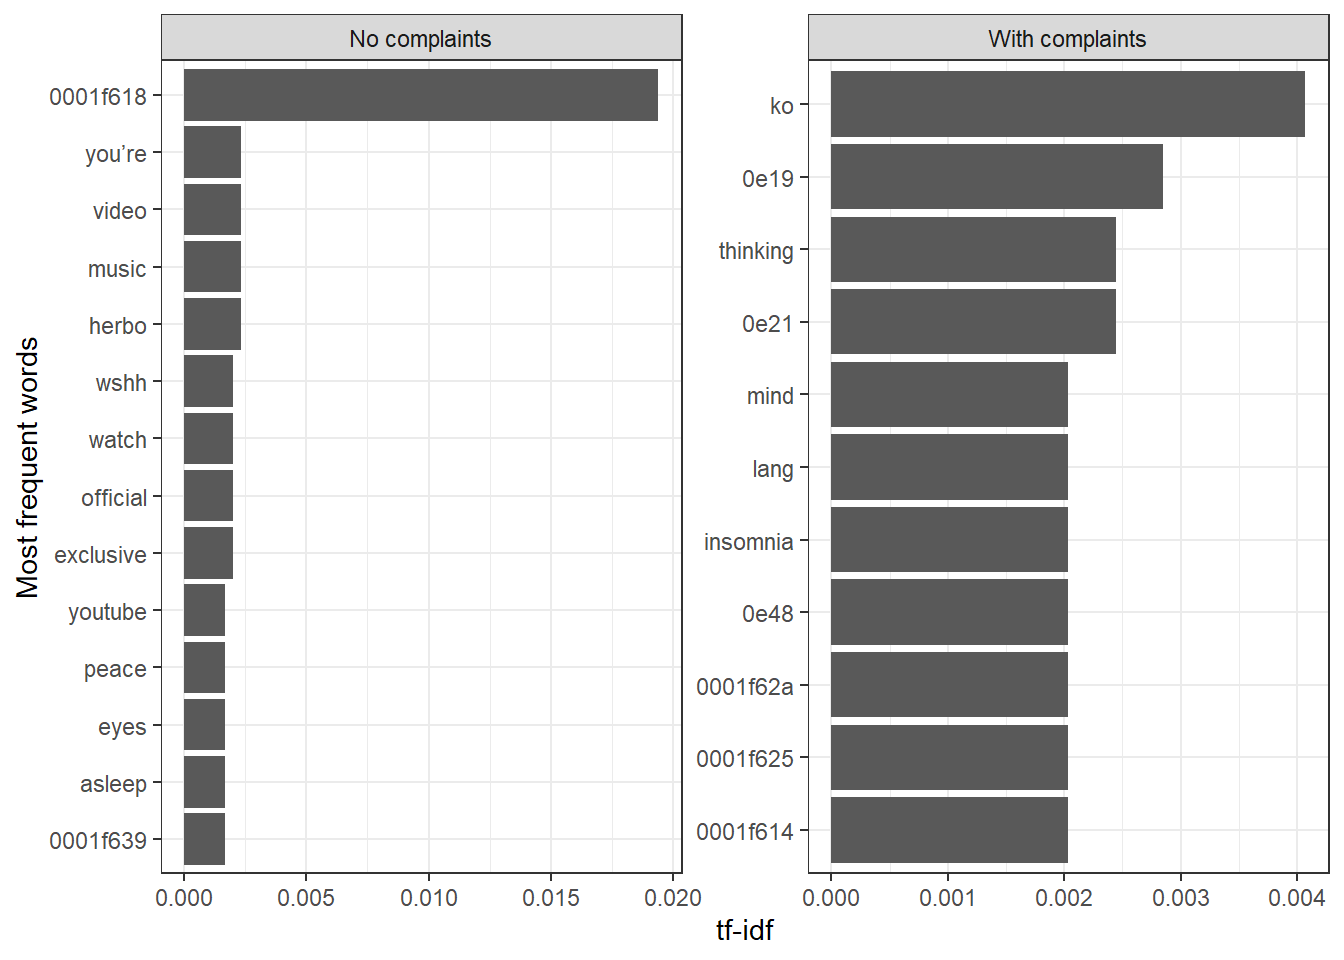 No complaints
With complaints
Most frequent words
0001f618
you’re
video
music
herbo
wshh
watch
official
exclusive
youtube
peace
eyes
asleep
0001f639
0.000 0.005 0.010 0.015 0.020
ko
0e19
thinking
0e21
mind
lang
insomnia
0e48
0001f62a
0001f625
0001f614
0.000 0.001 0.002 0.003 0.004
tf-idf